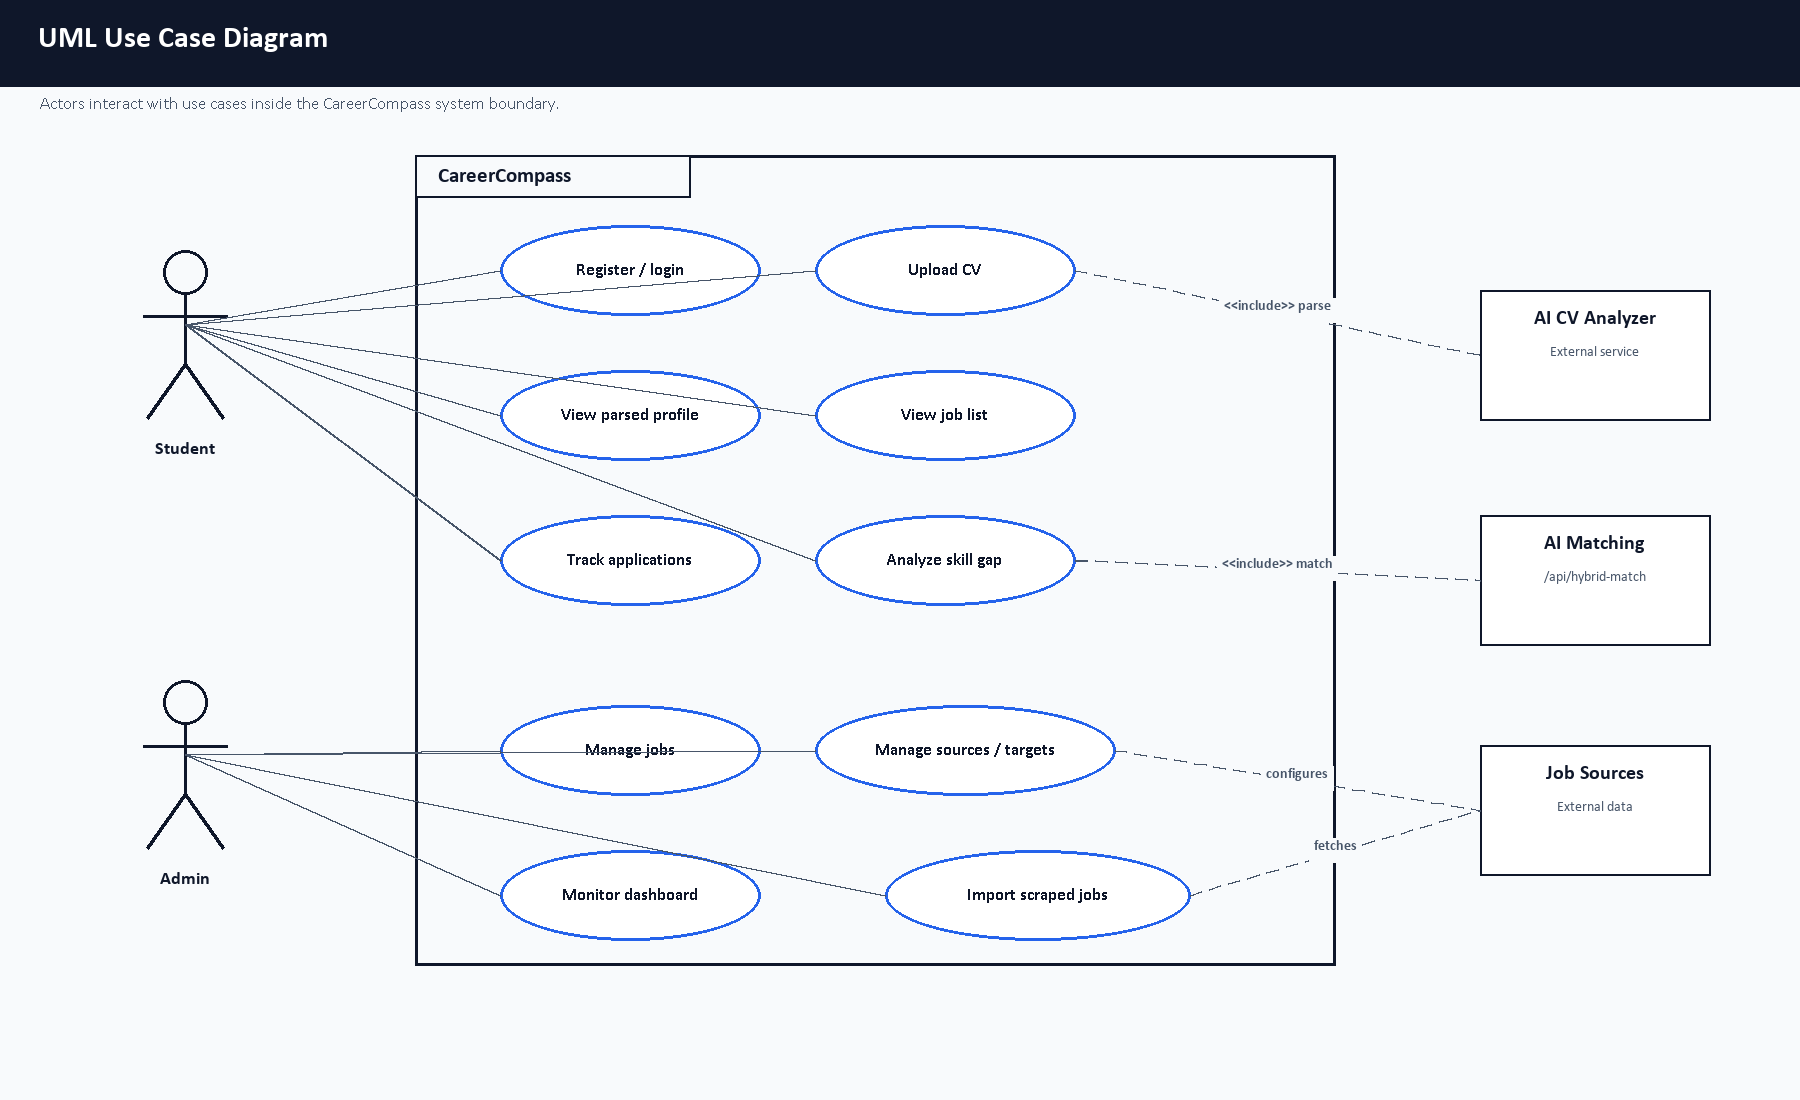 UML Use Case Diagram
Actors interact with use cases inside the CareerCompass system boundary.
CareerCompass
Register / login
Upload CV
<<include>> parse
AI CV Analyzer
External service
View parsed profile
View job list
Student
Track applications
Analyze skill gap
<<include>> match
AI Matching
/api/hybrid-match
Manage jobs
Manage sources / targets
configures
Job Sources
External data
fetches
Admin
Monitor dashboard
Import scraped jobs